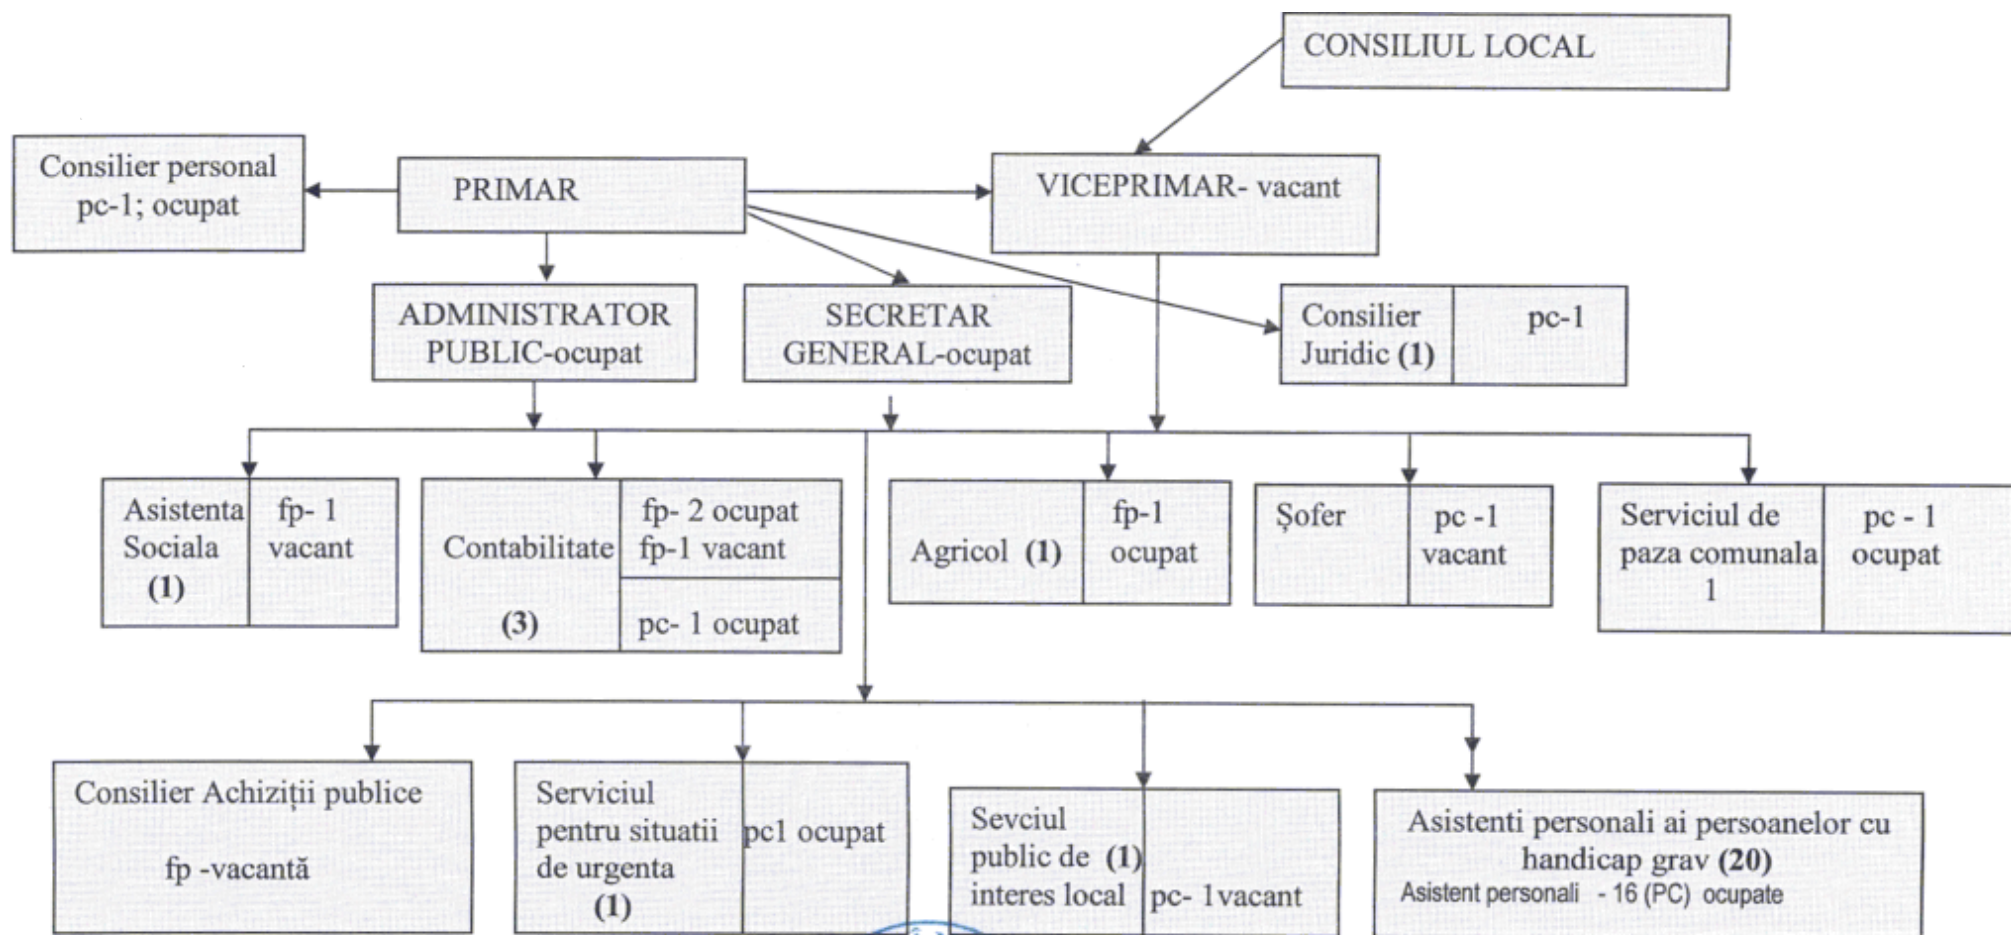 CONSILIUL LOCAL
Consilier personal
pc-1; ocupat
PRIMAR
VICEPRIMAR- vacant
ADMINISTRATOR
PUBLIC-ocupat
SECRETAR
GENERAL-ocupat
Consilier
Juridic (1)
pc-1
Asistenta
Sociala
(1)
fp- 1
vacant
Contabilitate
(3)
fp- 2 ocupat
fp-1 vacant
pc- 1 ocupat
Agricol (1)
fp-1
ocupat
Șofer
pc -1
vacant
Serviciul de
paza comunala
1
pc - 1
ocupat
Consilier Achiziții publice
fp -vacantă
Serviciul
pentru situatii
de urgenta
(1)
pc1 ocupat
Sevciul
public de (1)
interes local
pc- 1vacant
Asistenti personali ai persoanelor cu
handicap grav (20)
Asistent personali - 16 (PC) ocupate